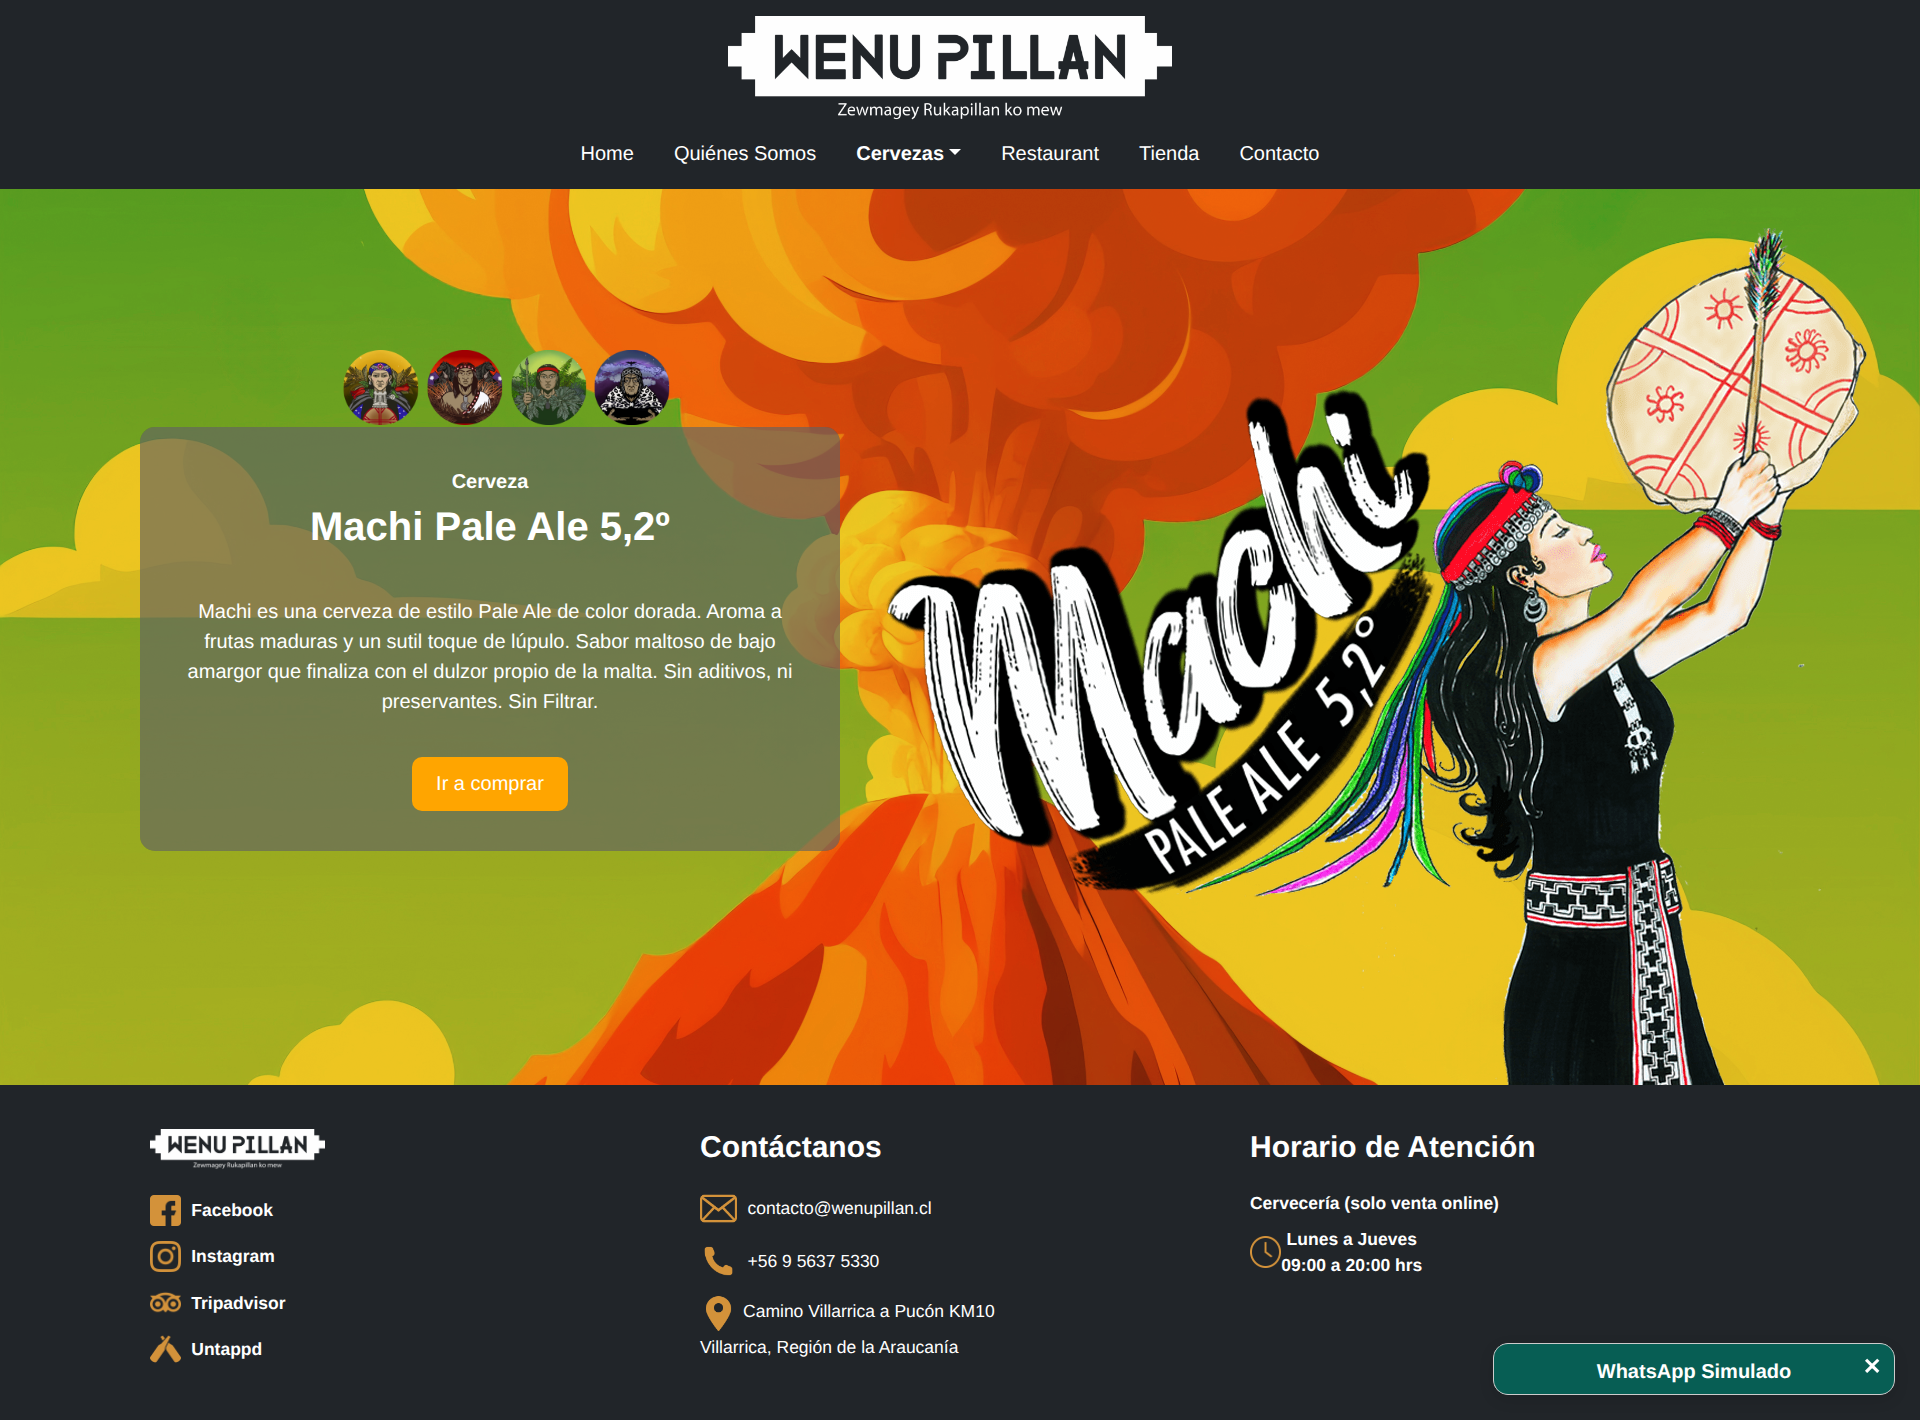 WENU PILLAN
Zewmagey Rukapillan ko mew
Home Quiénes Somos Cervezas Restaurant Tienda Contacto
Cerveza
Machi Pale Ale 5,2º
Machi es una cerveza de estilo Pale Ale de color dorada. Aroma a
frutas maduras y un sutil toque de lúpulo. Sabor maltoso de bajo
amargor que finaliza con el dulzor propio de la malta. Sin aditivos, ni
preservantes. Sin Filtrar.
Ir a comprar
Machi
PALE ALE 5,2°
WENU PILLAN
Zewmagey Rukapillan ko mew
Facebook
Instagram
Tripadvisor
Untappd
Contáctanos
contacto@wenupillan.cl
+56 9 5637 5330
Camino Villarrica a Pucón KM10
Villarrica, Región de la Araucanía
Horario de Atención
Cervecería (solo venta online)
Lunes a Jueves
09:00 a 20:00 hrs
WhatsApp Simulado ×